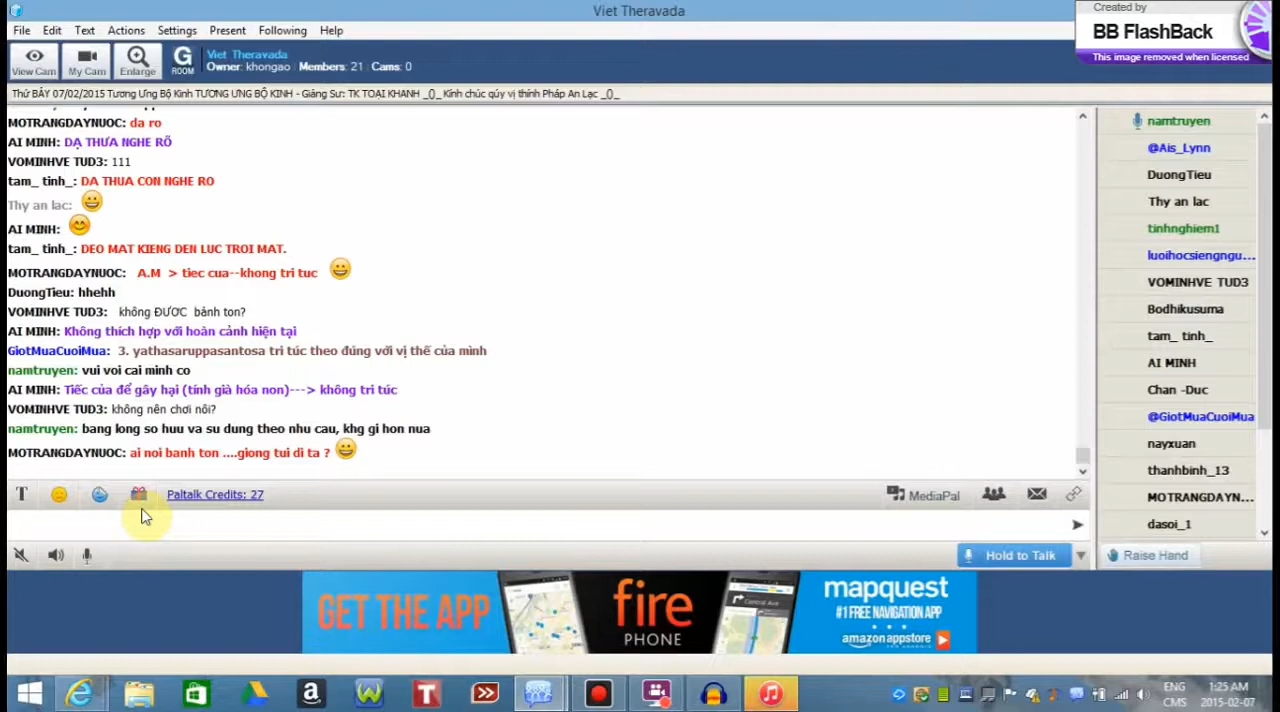 Viet Theravada
Created by
BB FlashBack
This image removed when licensed
File Edit Text Actions Settings Present Following Help
View Cam
My Cam
Enlarge
G
ROOM
Viet Theravada
Owner: khongao Members: 21 Cams: 0
Thứ BẢY 07/02/2015 Tương Ưng Bộ Kinh TƯƠNG ƯNG BỘ KINH - Giảng Sư: TK TOẠI KHANH _()_ Kính chúc qúy vị thính Pháp An Lạc _()_
MOTRANGDAYNUOC: da ro
AI MINH: DẠ THƯA NGHE RÕ
VOMINHVE TUD3: 111
tam_ tinh_: DA THUA CON NGHE RO
Thy an lac:
AI MINH:
tam_ tinh_: DEO MAT KIENG DEN LUC TROI MAT.
MOTRANGDAYNUOC: A.M > tiec cua--khong tri tuc
DuongTieu: hhehh
VOMINHVE TUD3: không ĐƯƠC bành ton?
AI MINH: Không thích hợp với hoàn cảnh hiện tại
GiotMuaCuoiMua: 3. yathasaruppasantosa tri túc theo đúng với vị thế của mình
namtruyen: vui voi cai minh co
AI MINH: Tiếc của để gây hại (tính già hóa non)---> không tri túc
VOMINHVE TUD3: không nên chơi nôi?
namtruyen: bang long so huu va su dung theo nhu cau, khg gi hon nua
MOTRANGDAYNUOC: ai noi banh ton ....giong tui di ta ?
namtruyen
@Ais_Lynn
DuongTieu
Thy an lac
tinhnghiem1
luoihocsiengngu...
VOMINHVE TUD3
Bodhikusuma
tam_ tinh_
AI MINH
Chan -Duc
@GiotMuaCuoiMua
nayxuan
thanhbinh_13
MOTRANGDAYN...
dasoi_1
T Paltalk Credits: 27 MediaPal
Hold to Talk
Raise Hand
GET THE APP
fire
PHONE
Central Ave
mapquest
#1 FREE NAVIGATION APP
amazon appstore
ENG 1:25 AM
CMS 2015-02-07